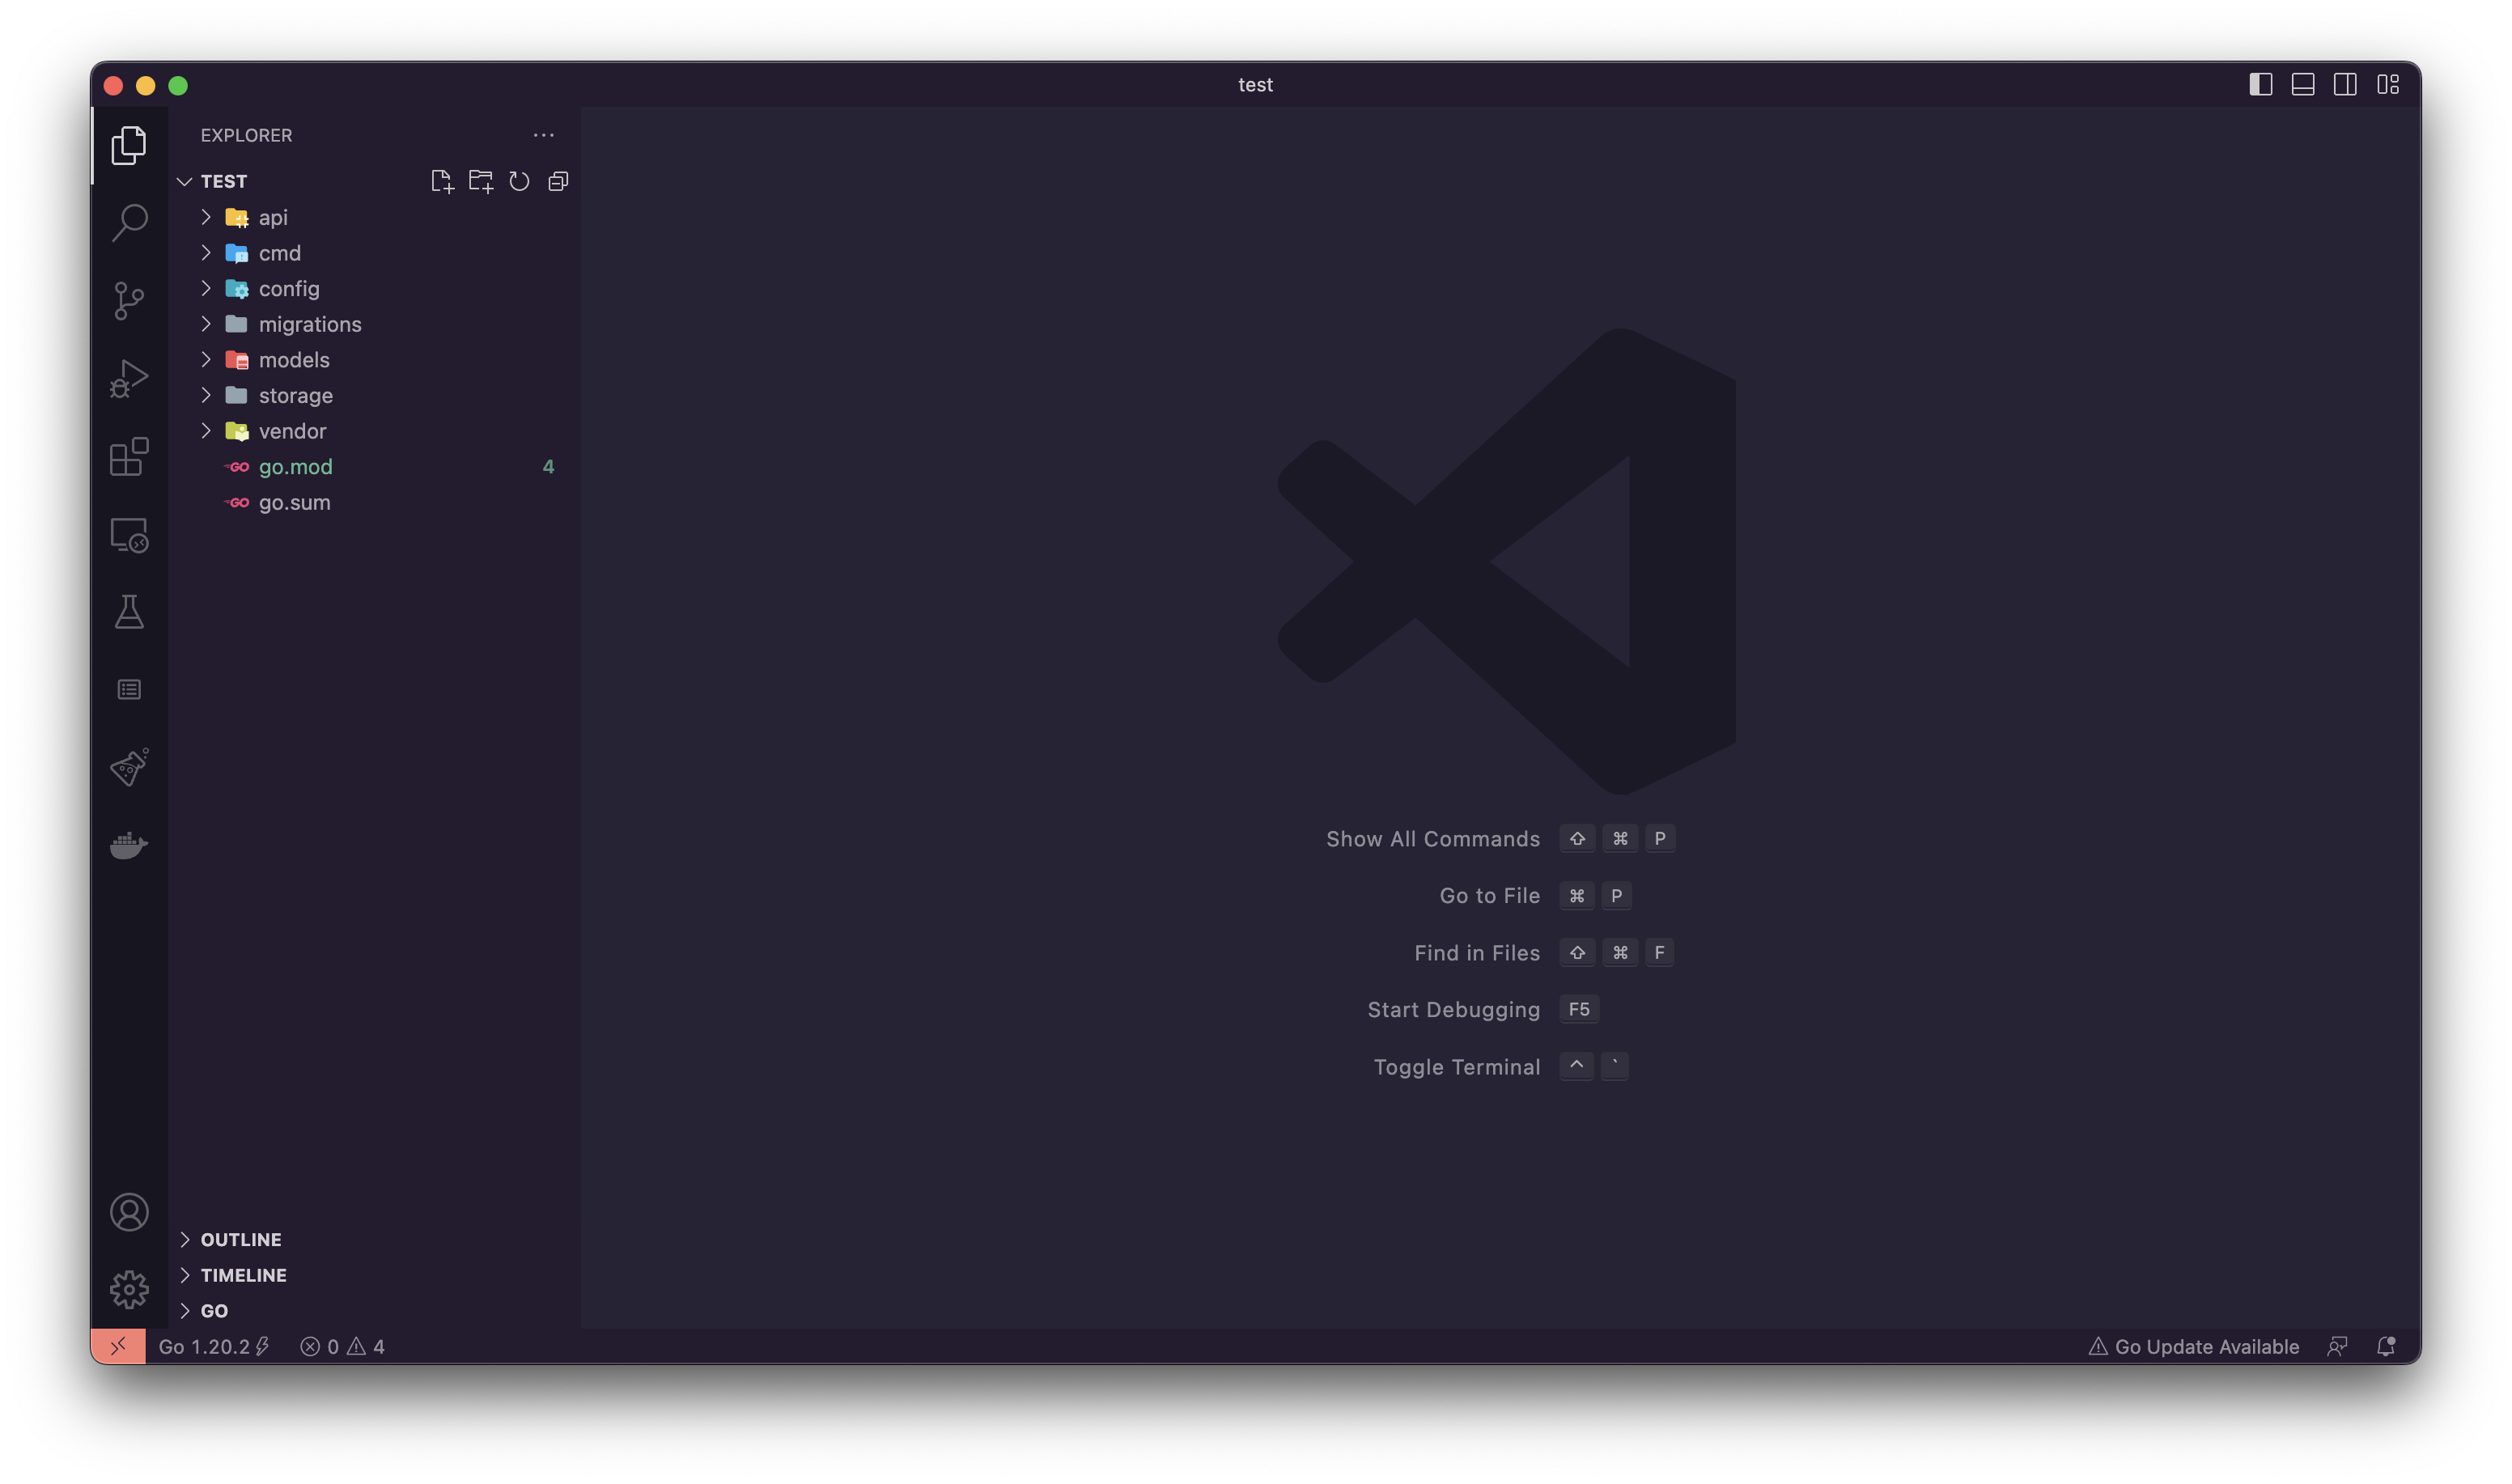 test
EXPLORER
TEST
api
cmd
config
migrations
models
storage
vendor
GO go.mod 4
GO go.sum
Show All Commands ⇧ ⌘ P
Go to File ⌘ P
Find in Files ⇧ ⌘ F
Start Debugging F5
Toggle Terminal ^ `
OUTLINE
TIMELINE
GO
Go 1.20.2 0 4
Go Update Available